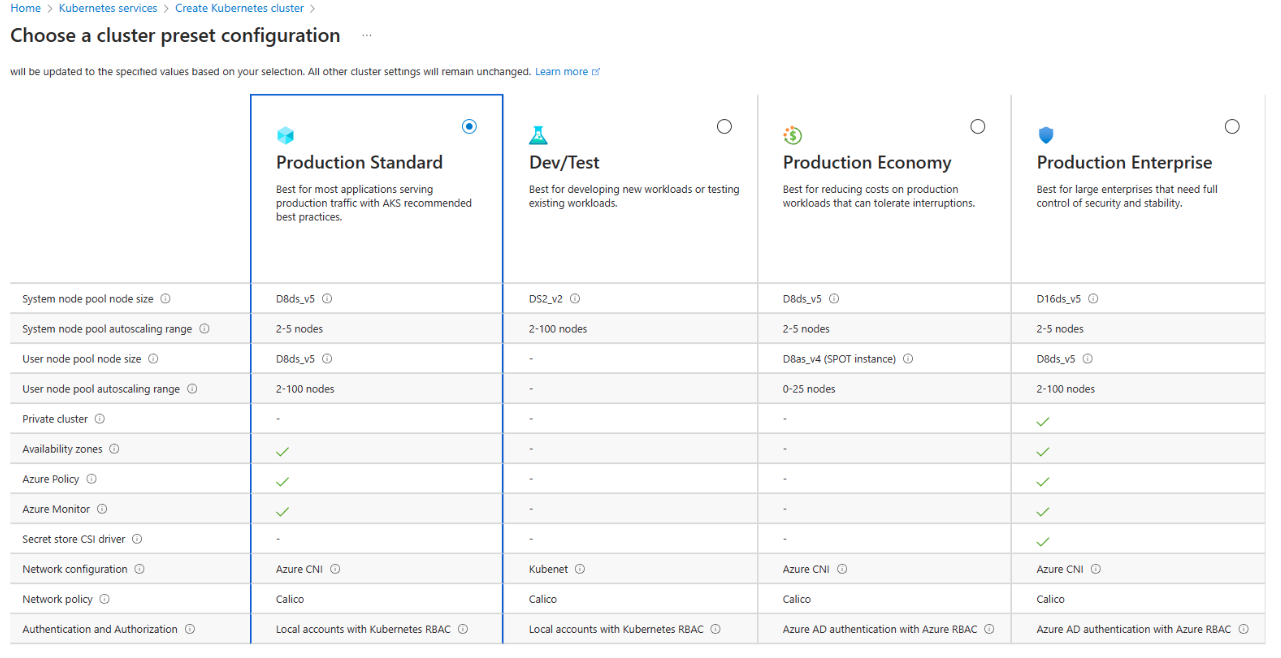 Home > Kubernetes services > Create Kubernetes cluster >
Choose a cluster preset configuration ...
will be updated to the specified values based on your selection. All other cluster settings will remain unchanged. Learn more
Production Standard
Best for most applications serving
production traffic with AKS recommended
best practices.
Dev/Test
Best for developing new workloads or testing
existing workloads.
Production Economy
Best for reducing costs on production
workloads that can tolerate interruptions.
Production Enterprise
Best for large enterprises that need full
control of security and stability.
System node pool node size D8ds_v5 DS2_v2 D8ds_v5 D16ds_v5
System node pool autoscaling range 2-5 nodes 2-100 nodes 2-5 nodes 2-5 nodes
User node pool node size D8ds_v5 - D8as_v4 (SPOT instance) D8ds_v5
User node pool autoscaling range 2-100 nodes - 0-25 nodes 2-100 nodes
Private cluster - - - ✓
Availability zones ✓ - - ✓
Azure Policy ✓ - - ✓
Azure Monitor ✓ - - ✓
Secret store CSI driver - - - ✓
Network configuration Azure CNI Kubenet Azure CNI Azure CNI
Network policy Calico Calico Calico Calico
Authentication and Authorization Local accounts with Kubernetes RBAC Local accounts with Kubernetes RBAC Azure AD authentication with Azure RBAC Azure AD authentication with Azure RBAC